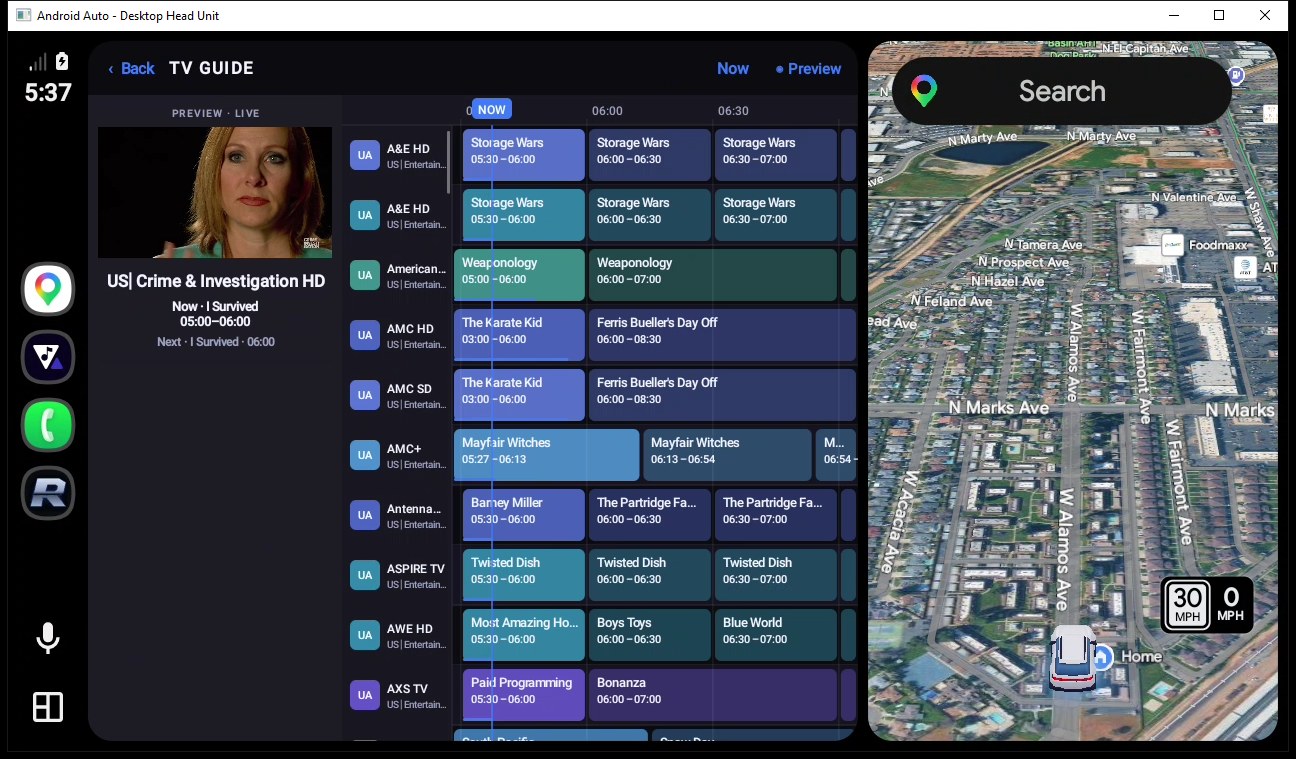 Android Auto - Desktop Head Unit
5:37
‹ Back TV GUIDE Now ● Preview
PREVIEW · LIVE
US| Crime & Investigation HD
Now · I Survived
05:00–06:00
Next · I Survived · 06:00
NOW 06:00 06:30
UA A&E HD
US | Entertain...
Storage Wars
05:30 – 06:00
Storage Wars
06:00 – 06:30
Storage Wars
06:30 – 07:00
UA A&E HD
US | Entertain...
Storage Wars
05:30 – 06:00
Storage Wars
06:00 – 06:30
Storage Wars
06:30 – 07:00
UA American...
US | Entertain...
Weaponology
05:00 – 06:00
Weaponology
06:00 – 07:00
UA AMC HD
US | Entertain...
The Karate Kid
03:00 – 06:00
Ferris Bueller's Day Off
06:00 – 08:30
UA AMC SD
US | Entertain...
The Karate Kid
03:00 – 06:00
Ferris Bueller's Day Off
06:00 – 08:30
UA AMC+
US | Entertain...
Mayfair Witches
05:27 – 06:13
Mayfair Witches
06:13 – 06:54
M...
06:54 –
UA Antenna...
US | Entertain...
Barney Miller
05:30 – 06:00
The Partridge Fa...
06:00 – 06:30
The Partridge Fa...
06:30 – 07:00
UA ASPIRE TV
US | Entertain...
Twisted Dish
05:30 – 06:00
Twisted Dish
06:00 – 06:30
Twisted Dish
06:30 – 07:00
UA AWE HD
US | Entertain...
Most Amazing Ho...
05:30 – 06:00
Boys Toys
06:00 – 06:30
Blue World
06:30 – 07:00
UA AXS TV
US | Entertain...
Paid Programming
05:30 – 06:00
Bonanza
06:00 – 07:00
Search
N El Capitan Ave
N Marty Ave
N Marty Ave
N Valentine Ave
W Shaw Ave
N Tamera Ave
Foodmaxx
N Prospect Ave
AT
at&t
N Hazel Ave
N Feland Ave
ead Ave
W Alamos Ave
W Fairmont Ave
N Marks Ave
N Marks
W Fairmont Ave
W Acacia Ave
W Alamos Ave
30 MPH
0 MPH
Home